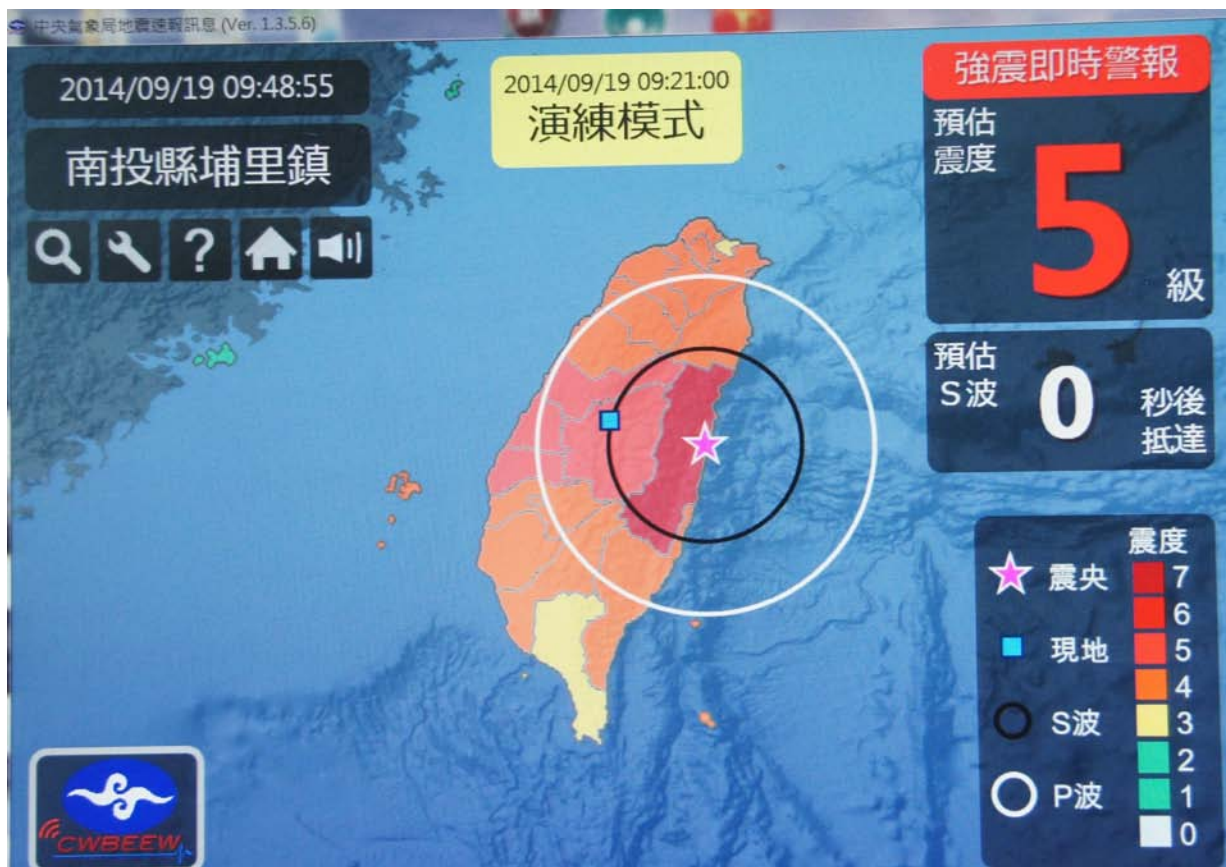 中央氣象局地震速報訊息 (Ver. 1.3.5.6)
2014/09/19 09:48:55
南投縣埔里鎮
?
2014/09/19 09:21:00
演練模式
強震即時警報
預估
震度
5
級
預估
S波
0
秒後
抵達
震度
震央
現地
S波
P波
7
6
5
4
3
2
1
0
CWBEEW